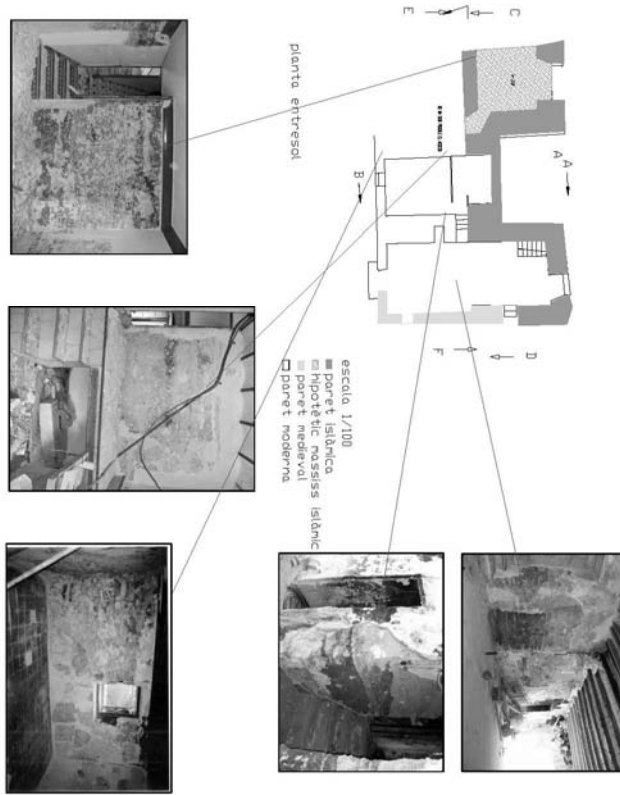 planta entresol
E
C
A
A
B
F
D
escala 1/100
paret islàmica
hipotètic massiss islàmic
paret medieval
paret moderna